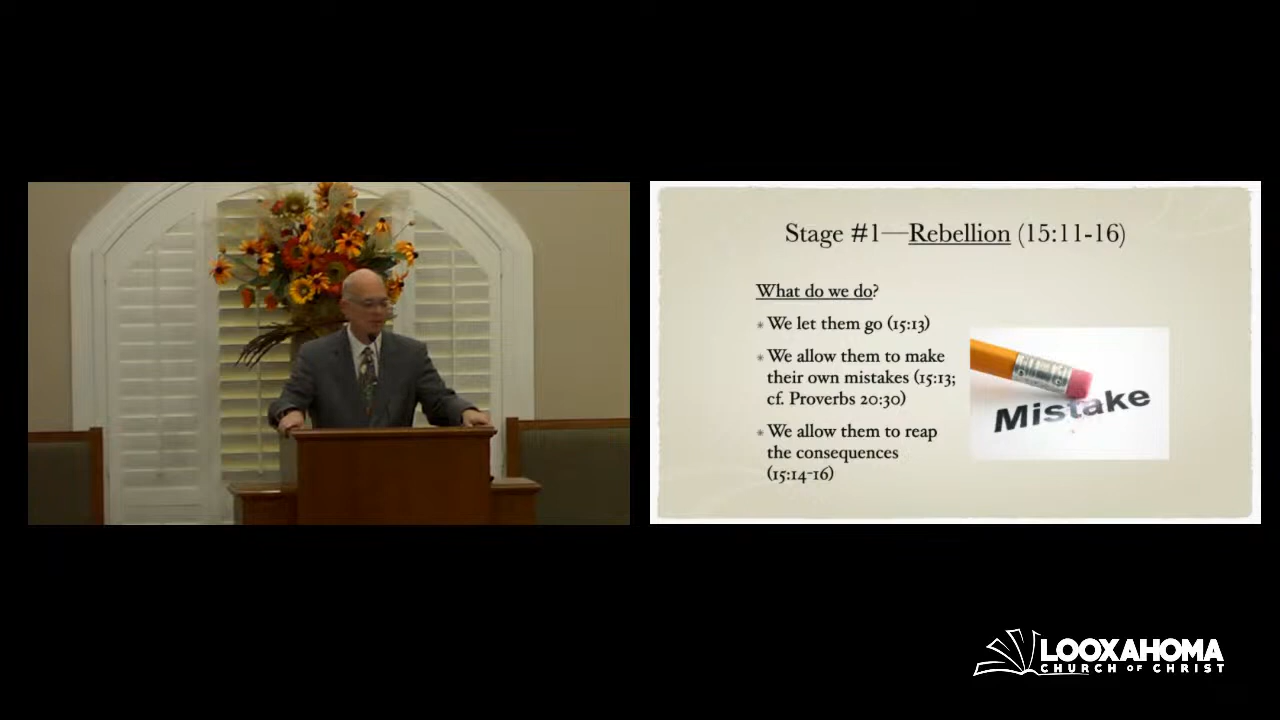 Stage #1—Rebellion (15:11-16)
What do we do?
* We let them go (15:13)
* We allow them to make
their own mistakes (15:13;
cf. Proverbs 20:30)
* We allow them to reap
the consequences
(15:14-16)
Mistake
LOOXAHOMA
CHURCH OF CHRIST